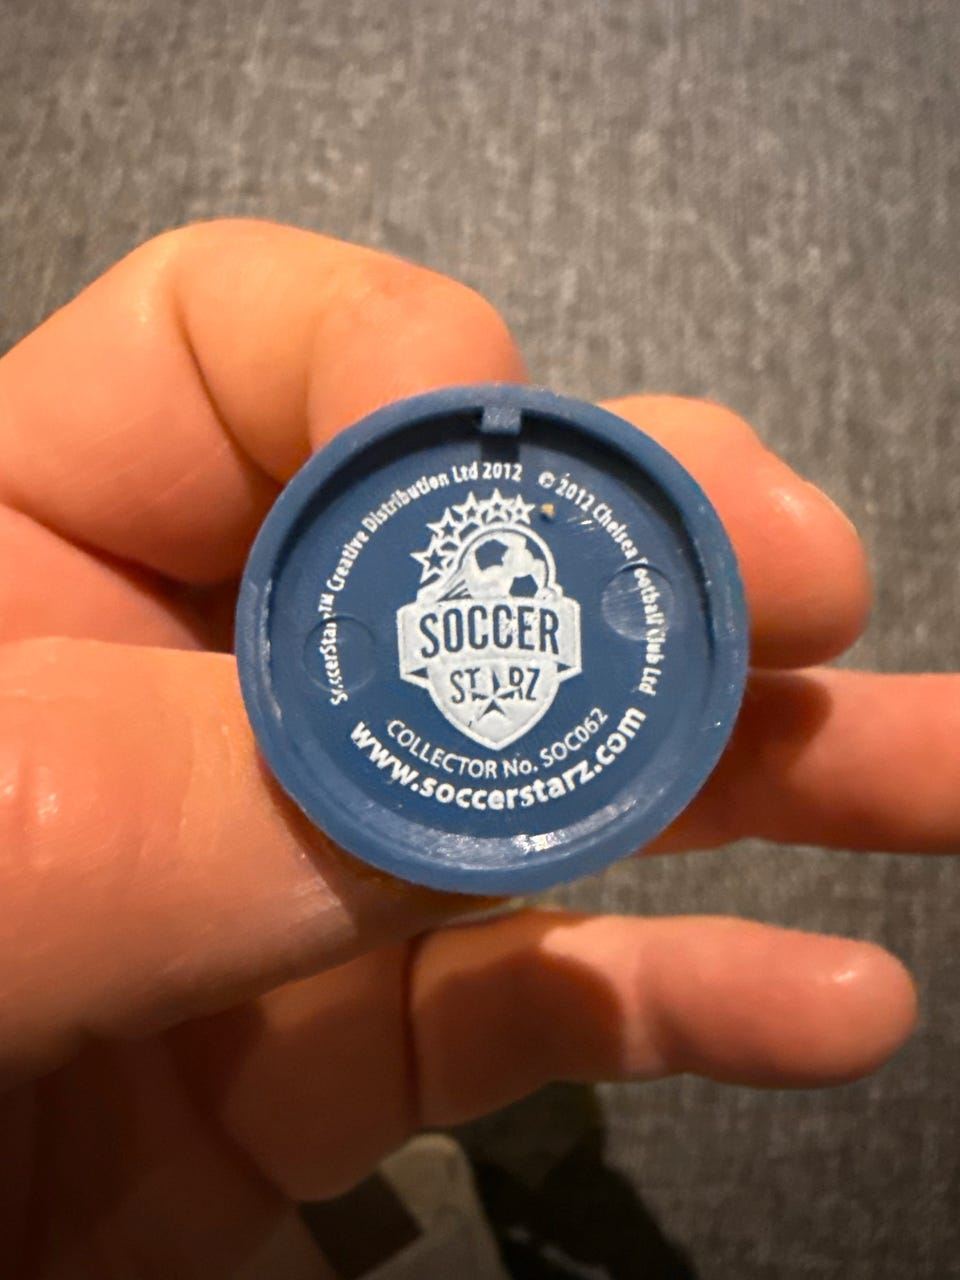 SoccerStarz™ Creative Distribution Ltd 2012
© 2012 Chelsea Football Club Ltd
SOCCER
STARZ
COLLECTOR No. SOC062
www.soccerstarz.com